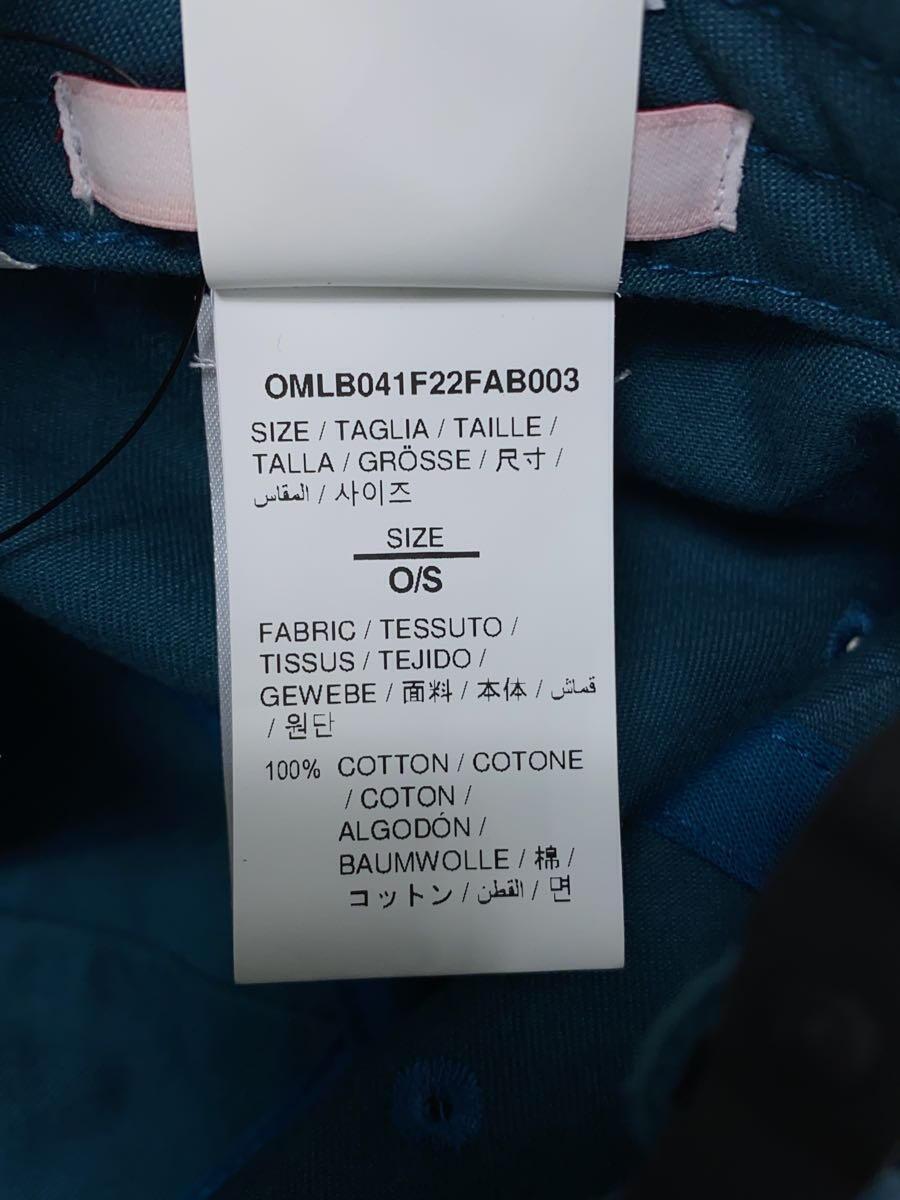 OMLB041F22FAB003
SIZE / TAGLIA / TAILLE /
TALLA / GRÖSSE / 尺寸 /
المقاس / 사이즈
SIZE
O/S
FABRIC / TESSUTO /
TISSUS / TEJIDO /
GEWEBE / 面料 / 本体 / قماش
/ 원단
100% COTTON / COTONE
/ COTON /
ALGODÓN /
BAUMWOLLE / 棉 /
コットン / القطن / 면